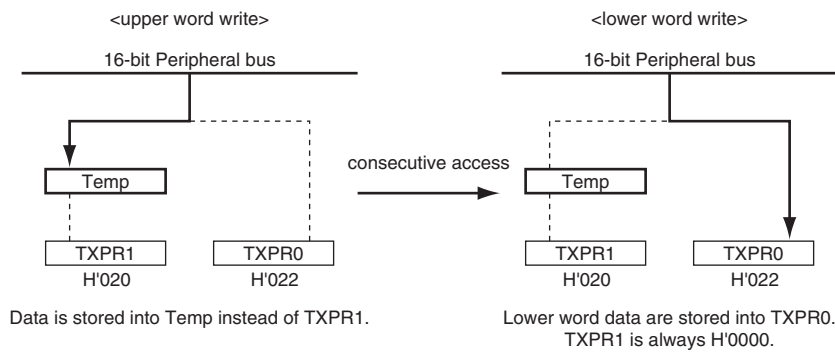 <upper word write>
16-bit Peripheral bus
Temp
TXPR1
TXPR0
H'020
H'022
Data is stored into Temp instead of TXPR1.
consecutive access
<lower word write>
16-bit Peripheral bus
Temp
TXPR1
TXPR0
H'020
H'022
Lower word data are stored into TXPR0.
TXPR1 is always H'0000.